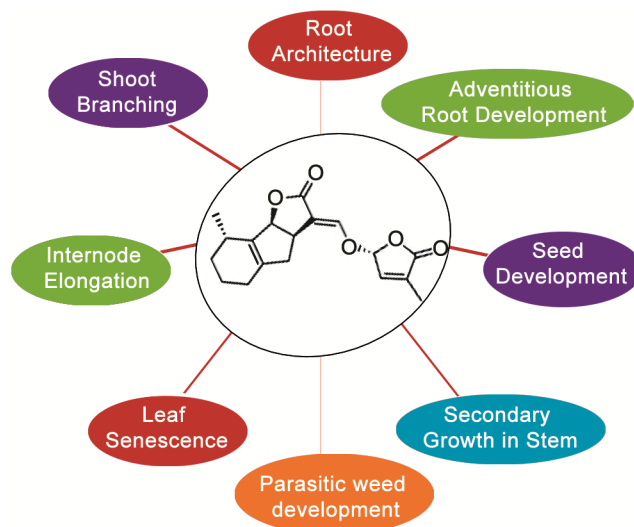 Root
Architecture
Shoot
Branching
Adventitious
Root Development
O
O
O
O
O
Internode
Elongation
Seed
Development
Leaf
Senescence
Secondary
Growth in Stem
Parasitic weed
development